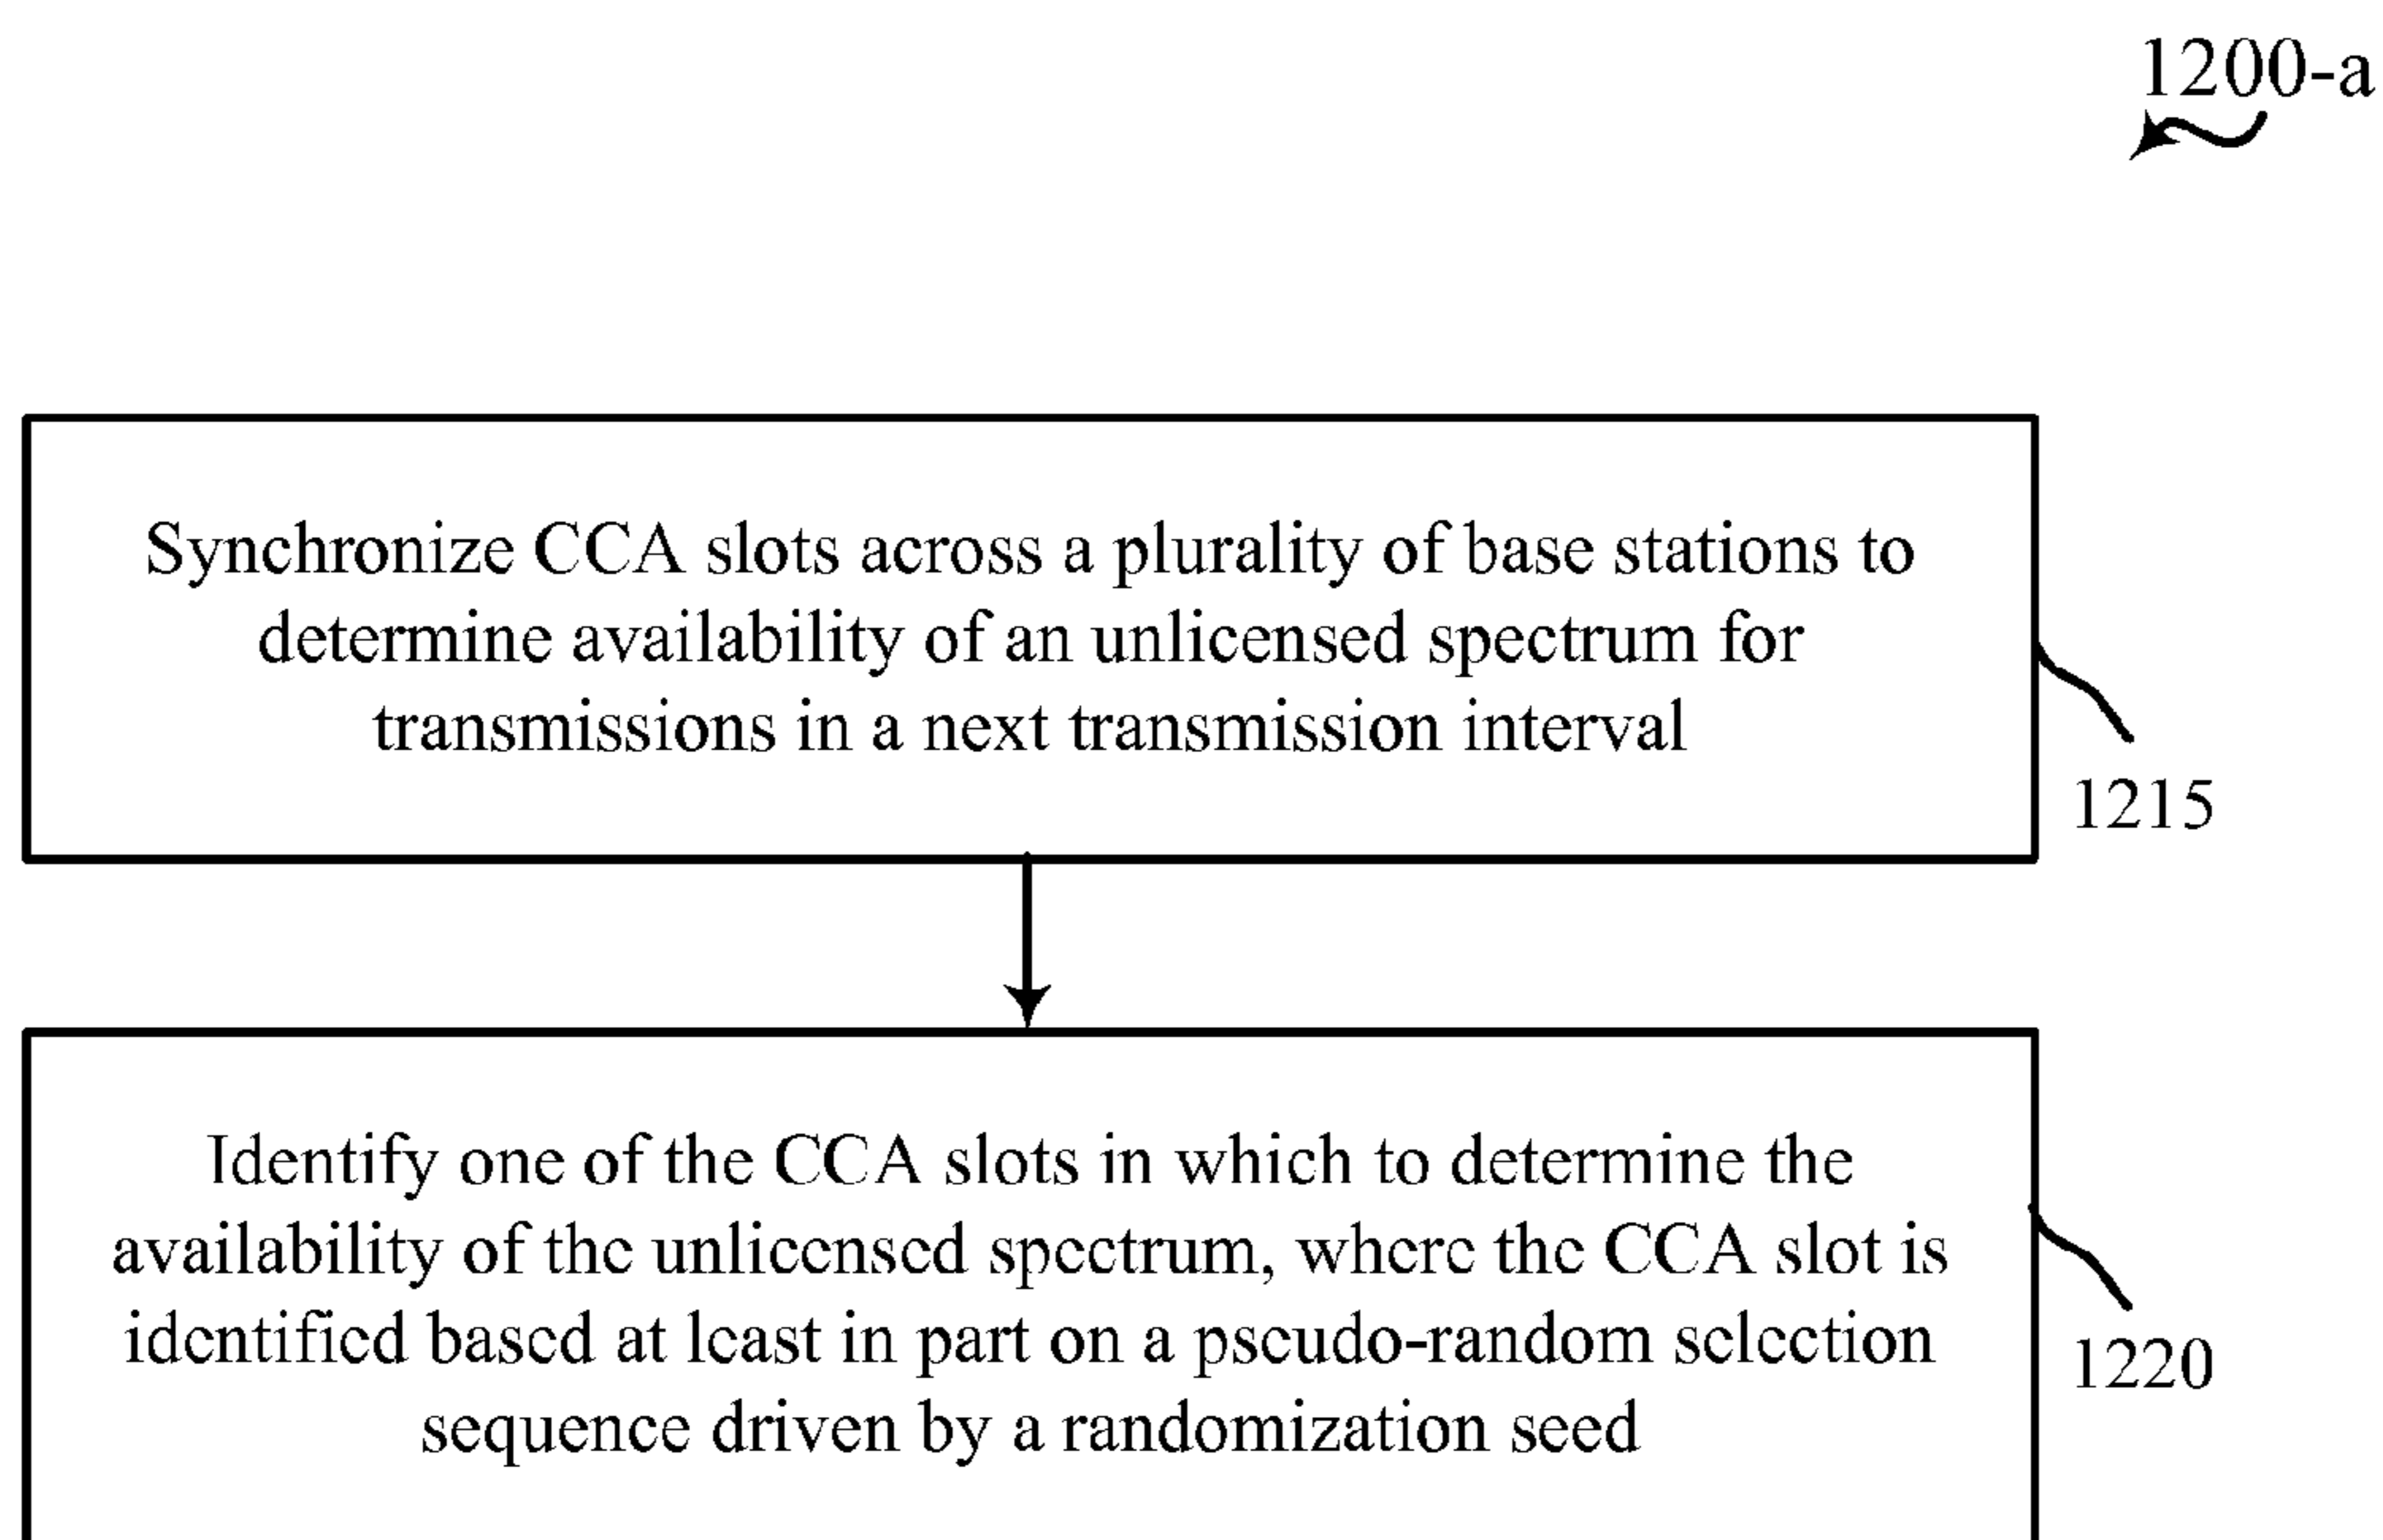 1200-a
Synchronize CCA slots across a plurality of base stations to
determine availability of an unlicensed spectrum for
transmissions in a next transmission interval
1215
Identify one of the CCA slots in which to determine the
availability of the unlicensed spectrum, where the CCA slot is
identified based at least in part on a pseudo-random selection
sequence driven by a randomization seed
1220